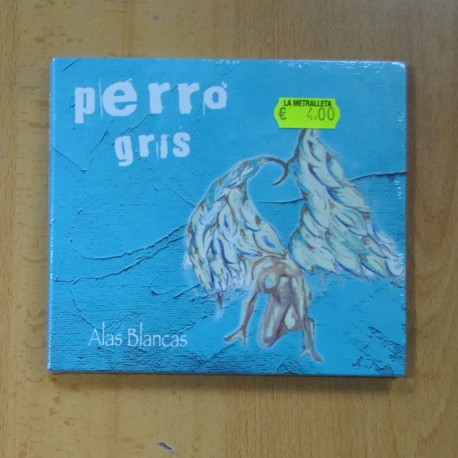 perro
gris
LA METRALLETA
€ 4.00
Alas Blancas